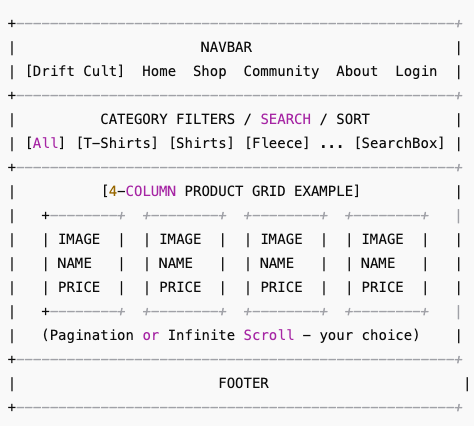 +-----------------------------------------------------+
|                      NAVBAR                         |
| [Drift Cult]  Home  Shop  Community  About  Login  |
+-----------------------------------------------------+
|          CATEGORY FILTERS / SEARCH / SORT          |
| [All] [T-Shirts] [Shirts] [Fleece] ... [SearchBox] |
+-----------------------------------------------------+
|          [4-COLUMN PRODUCT GRID EXAMPLE]           |
|   +--------+  +--------+  +--------+  +--------+   |
|   | IMAGE  |  | IMAGE  |  | IMAGE  |  | IMAGE  |   |
|   | NAME   |  | NAME   |  | NAME   |  | NAME   |   |
|   | PRICE  |  | PRICE  |  | PRICE  |  | PRICE  |   |
|   +--------+  +--------+  +--------+  +--------+   |
|   (Pagination or Infinite Scroll – your choice)    |
+-----------------------------------------------------+
|                        FOOTER                       |
+-----------------------------------------------------+